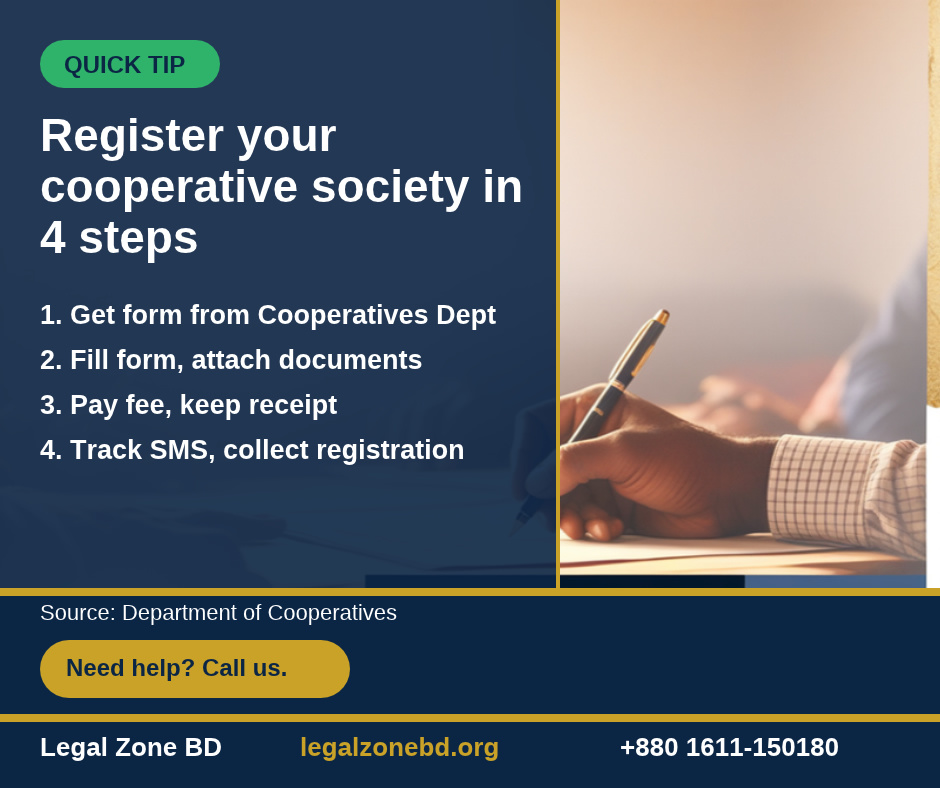 QUICK TIP
Register your
cooperative society in
4 steps
1. Get form from Cooperatives Dept
2. Fill form, attach documents
3. Pay fee, keep receipt
4. Track SMS, collect registration
Source: Department of Cooperatives
Need help? Call us.
Legal Zone BD legalzonebd.org +880 1611-150180